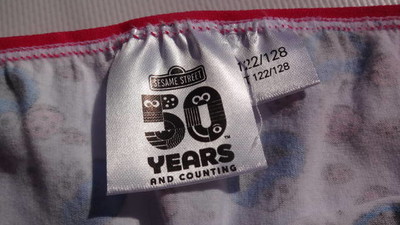 SESAME STREET
50
YEARS
AND COUNTING
122/128
122/128